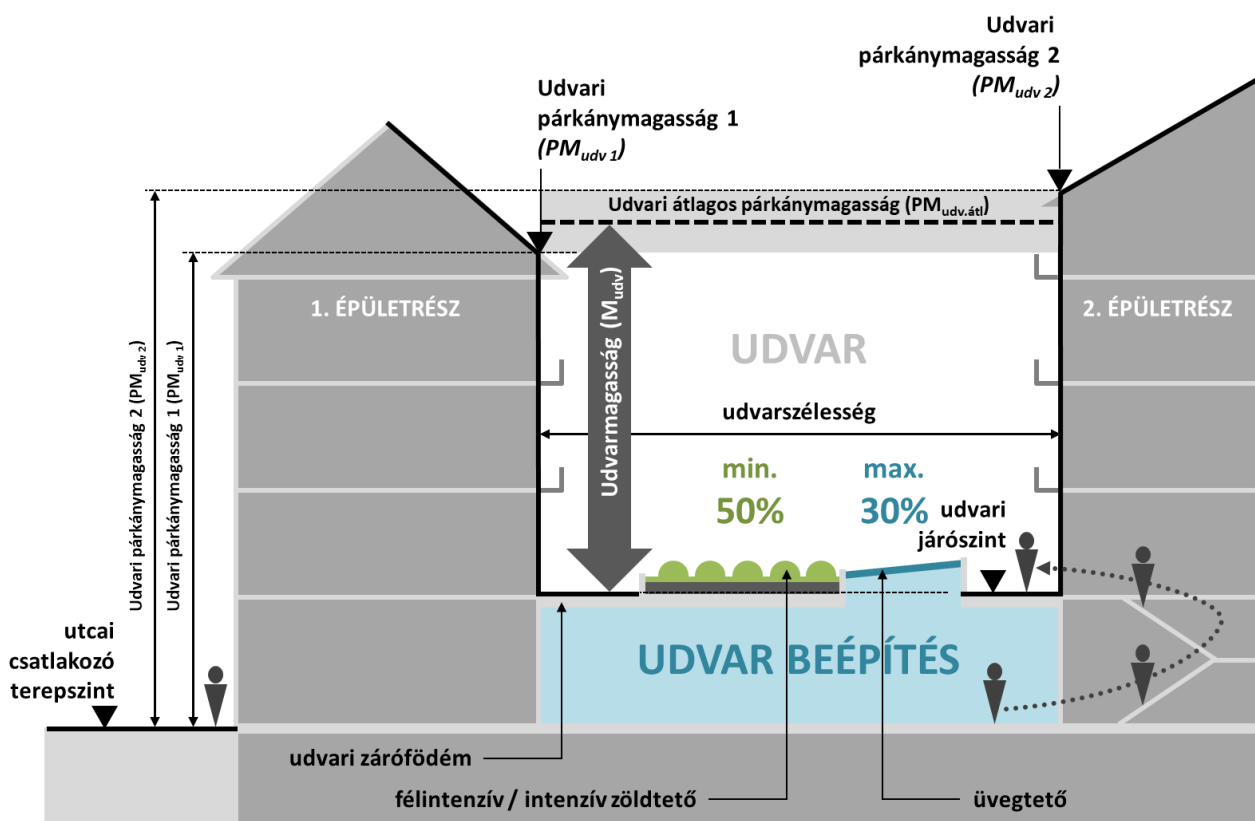 Udvari
párkánymagasság 2
(PMudv 2)
Udvari
párkánymagasság 1
(PMudv 1)
Udvari átlagos párkánymagasság (PMudv.átl)
1. ÉPÜLETRÉSZ
2. ÉPÜLETRÉSZ
Udvari párkánymagasság 2 (PMudv 2)
Udvari párkánymagasság 1 (PMudv 1)
Udvarmagasság (Mudv)
UDVAR
udvarszélesség
min.
50%
max.
30%
udvari
járószint
utcai
csatlakozó
terepszint
UDVAR BEÉPÍTÉS
udvari zárófödém
félintenzív / intenzív zöldtető
üvegtető